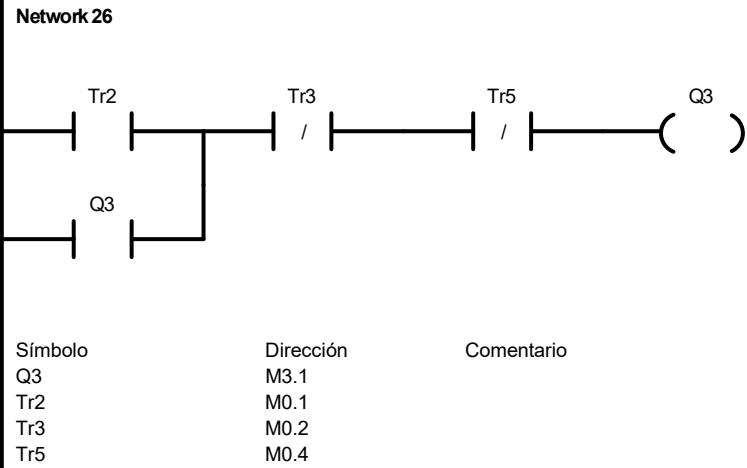 Network 26
Tr2 Tr3 Tr5 Q3
/ /
Q3
Símbolo Dirección Comentario
Q3 M3.1
Tr2 M0.1
Tr3 M0.2
Tr5 M0.4